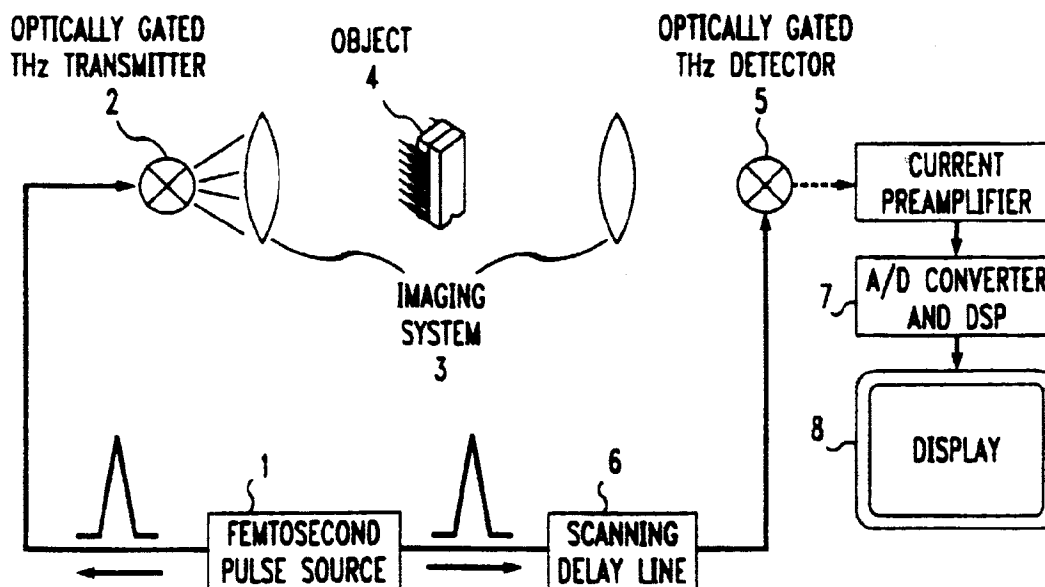 OPTICALLY GATED
THz TRANSMITTER
2
OBJECT
4
OPTICALLY GATED
THz DETECTOR
5
CURRENT
PREAMPLIFIER
IMAGING
SYSTEM
3
7
A/D CONVERTER
AND DSP
8
DISPLAY
1
FEMTOSECOND
PULSE SOURCE
6
SCANNING
DELAY LINE